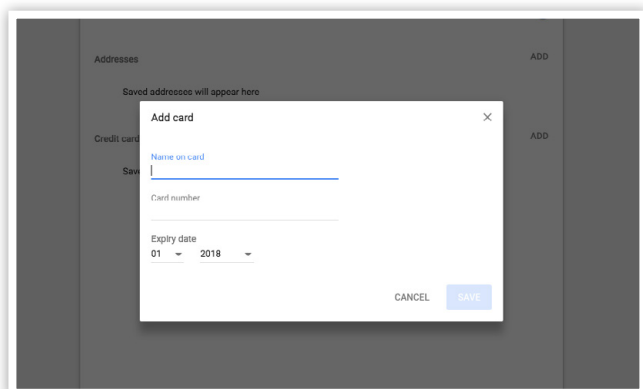 Addresses
ADD
Saved addresses will appear here
Add card
Credit card
ADD
Name on card
Save
Card number
Expiry date
01 2018
CANCEL SAVE